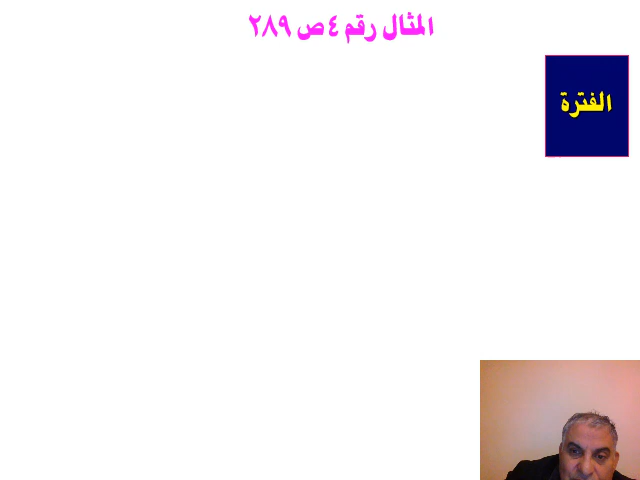 المثال رقم ٤ ص ٢٨٩
الفترة